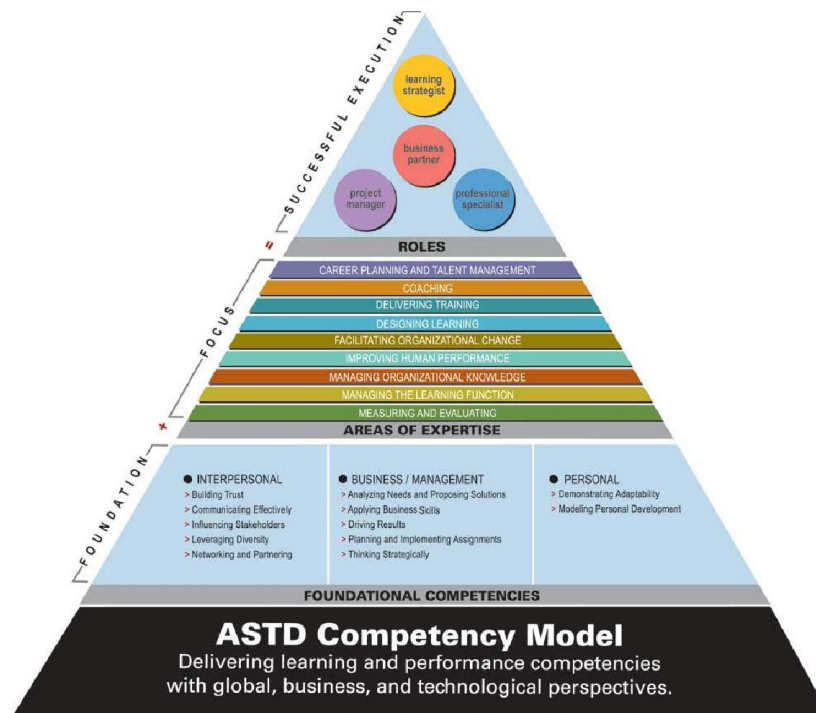 SUCCESSFUL EXECUTION
learning
strategist
business
partner
project
manager
professional
specialist
=
ROLES
FOCUS
CAREER PLANNING AND TALENT MANAGEMENT
COACHING
DELIVERING TRAINING
DESIGNING LEARNING
FACILITATING ORGANIZATIONAL CHANGE
IMPROVING HUMAN PERFORMANCE
MANAGING ORGANIZATIONAL KNOWLEDGE
MANAGING THE LEARNING FUNCTION
MEASURING AND EVALUATING
+
AREAS OF EXPERTISE
FOUNDATION
● INTERPERSONAL
> Building Trust
> Communicating Effectively
> Influencing Stakeholders
> Leveraging Diversity
> Networking and Partnering
● BUSINESS / MANAGEMENT
> Analyzing Needs and Proposing Solutions
> Applying Business Skills
> Driving Results
> Planning and Implementing Assignments
> Thinking Strategically
● PERSONAL
> Demonstrating Adaptability
> Modeling Personal Development
FOUNDATIONAL COMPETENCIES
ASTD Competency Model
Delivering learning and performance competencies
with global, business, and technological perspectives.